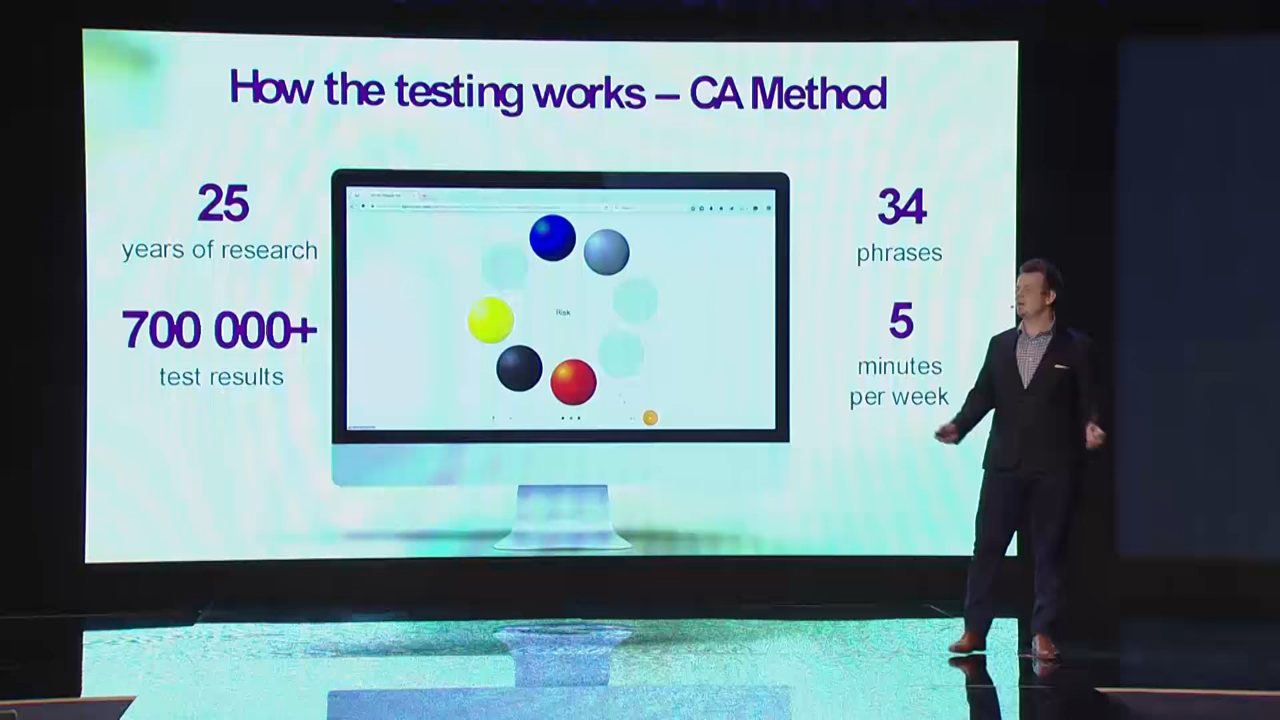 How the testing works – CA Method
25
years of research
700 000+
test results
Risk
34
phrases
5
minutes
per week